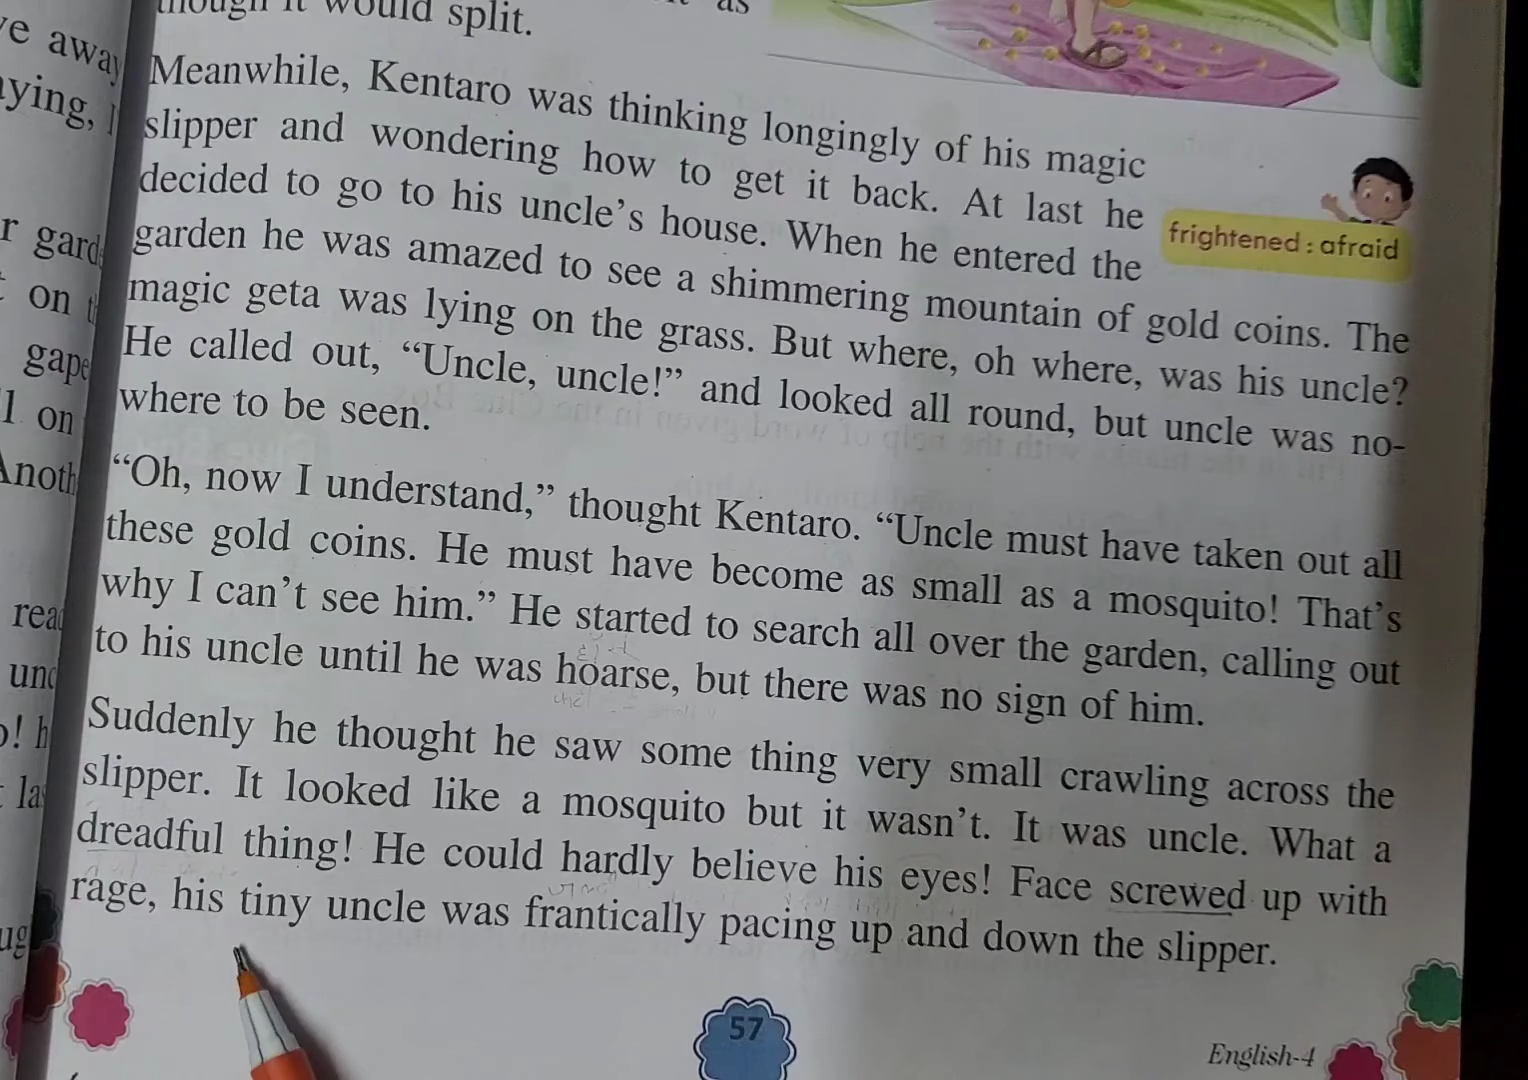 would split.
as
Meanwhile, Kentaro was thinking longingly of his magic
slipper and wondering how to get it back. At last he
decided to go to his uncle's house. When he entered the
garden he was amazed to see a shimmering mountain of gold coins. The
magic geta was lying on the grass. But where, oh where, was his uncle?
He called out, “Uncle, uncle!” and looked all round, but uncle was no-
where to be seen.
frightened : afraid
“Oh, now I understand,” thought Kentaro. “Uncle must have taken out all
these gold coins. He must have become as small as a mosquito! That's
why I can't see him.” He started to search all over the garden, calling out
to his uncle until he was hoarse, but there was no sign of him.
Suddenly he thought he saw some thing very small crawling across the
slipper. It looked like a mosquito but it wasn't. It was uncle. What a
dreadful thing! He could hardly believe his eyes! Face screwed up with
rage, his tiny uncle was frantically pacing up and down the slipper.
57
English-4